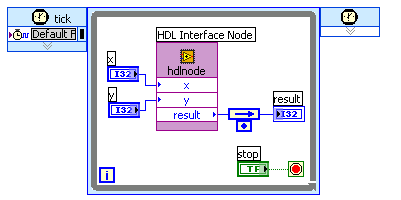 tick
Default F
HDL Interface Node
x
hdlnode
I32
x
y
y
I32
result
result
I32
stop
TF
i